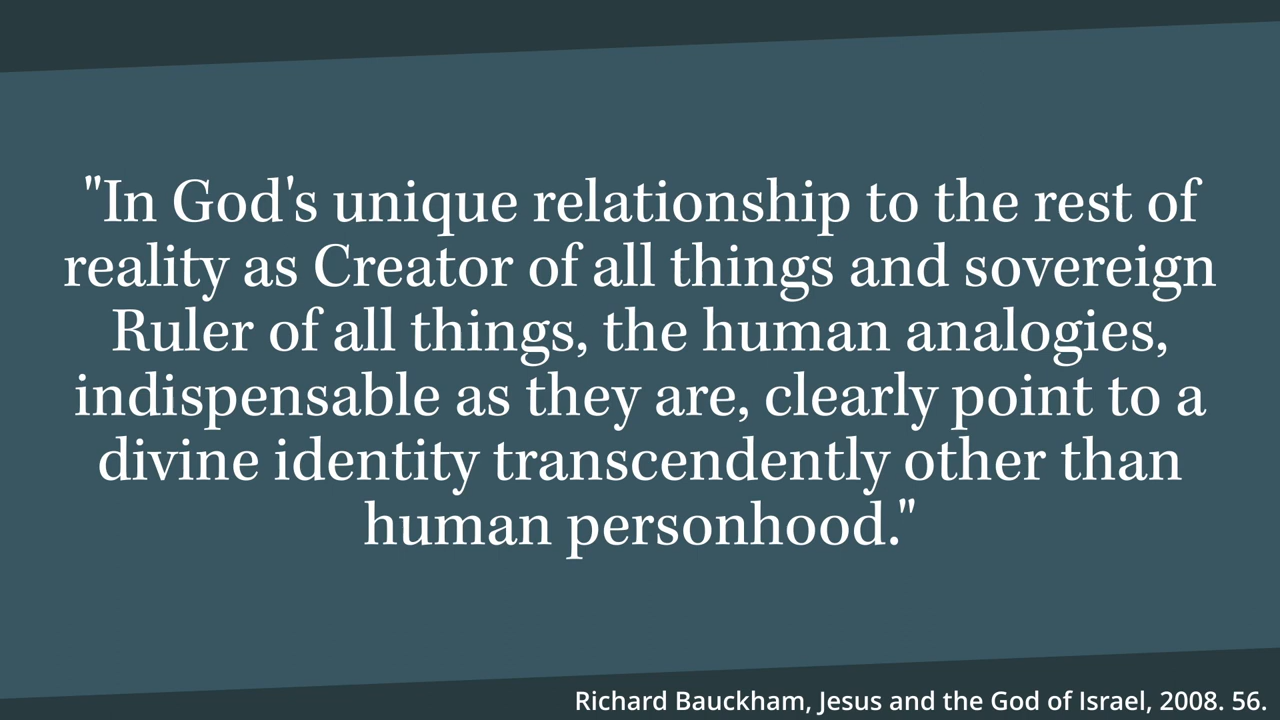 "In God's unique relationship to the rest of
reality as Creator of all things and sovereign
Ruler of all things, the human analogies,
indispensable as they are, clearly point to a
divine identity transcendently other than
human personhood."
Richard Bauckham, Jesus and the God of Israel, 2008. 56.